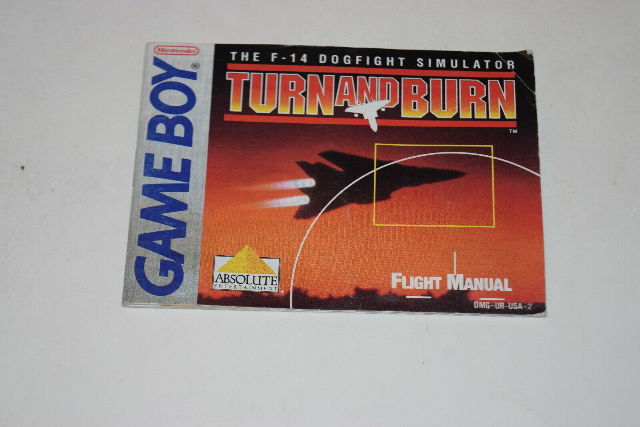 Nintendo
GAME BOY®
THE F-14 DOGFIGHT SIMULATOR
TURN AND BURN
™
ABSOLUTE
ENTERTAINMENT
FLIGHT MANUAL
DMG-UR-USA-2